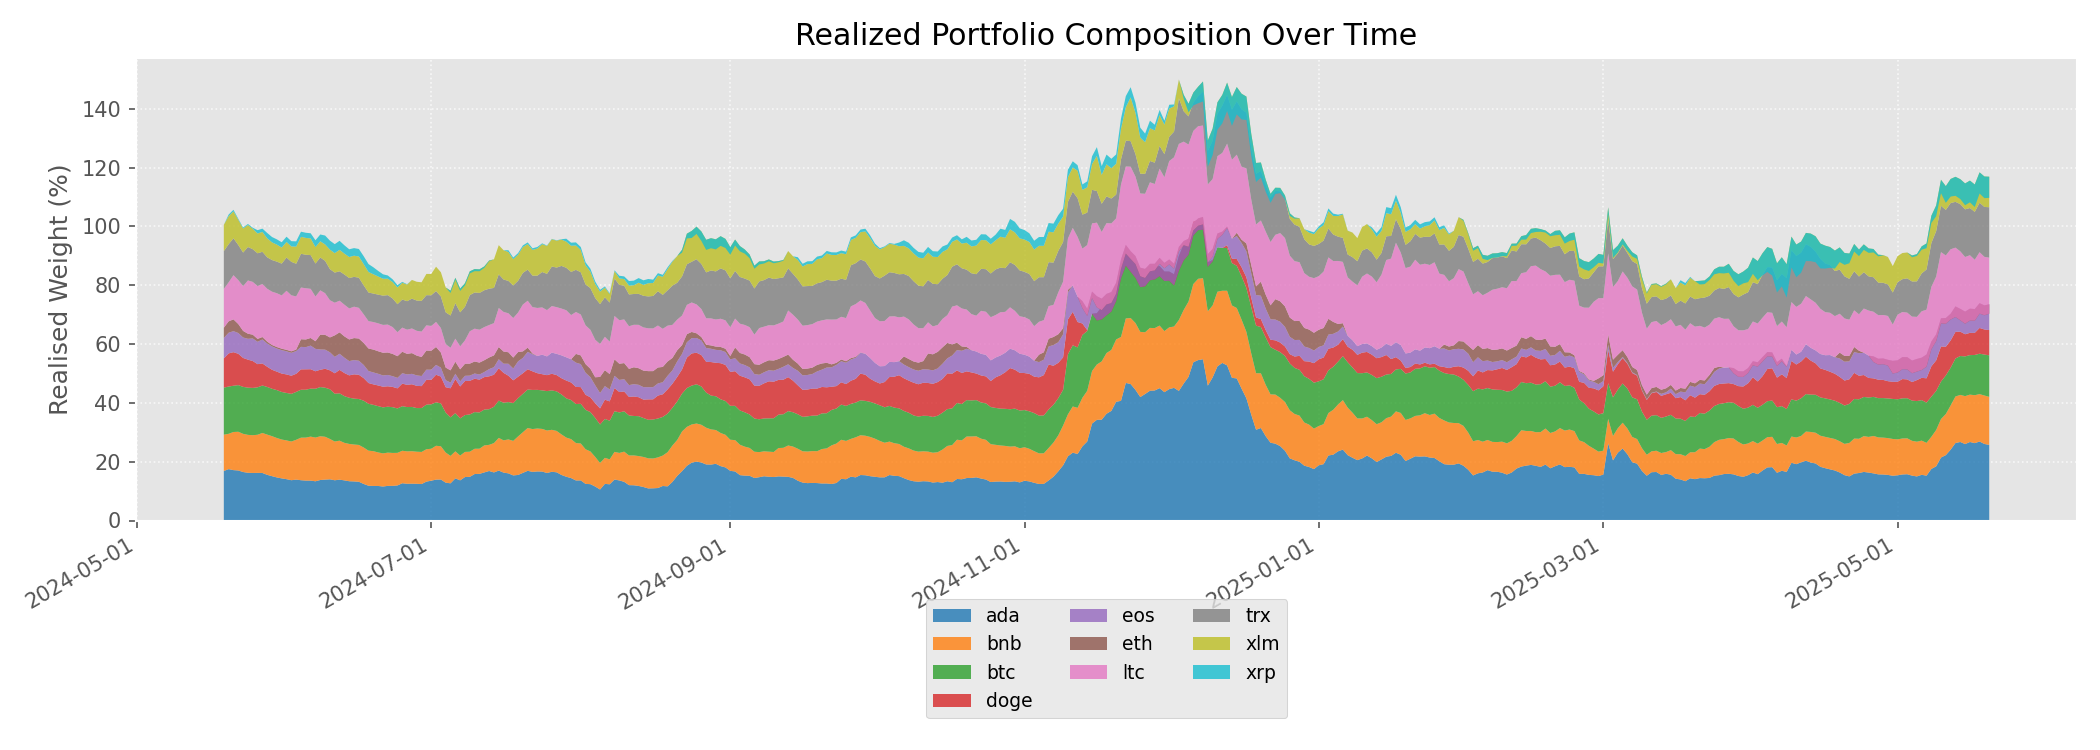 Realized Portfolio Composition Over Time
Realised Weight (%)
140
120
100
80
60
40
20
0
2024-05-01
2024-07-01
2024-09-01
2024-11-01
2025-01-01
2025-03-01
2025-05-01
ada
bnb
btc
doge
eos
eth
ltc
trx
xlm
xrp